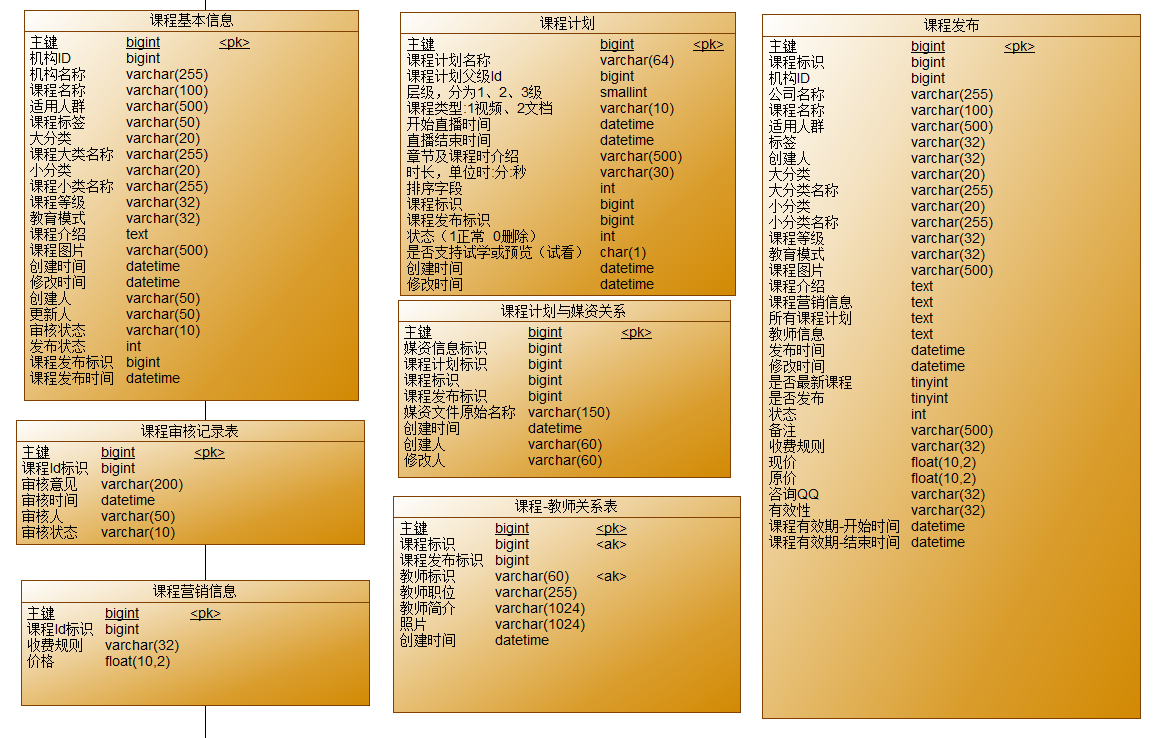 课程基本信息
主键 bigint <pk>
机构ID bigint
机构名称 varchar(255)
课程名称 varchar(100)
适用人群 varchar(500)
课程标签 varchar(50)
大分类 varchar(20)
课程大类名称 varchar(255)
小分类 varchar(20)
课程小类名称 varchar(255)
课程等级 varchar(32)
教育模式 varchar(32)
课程介绍 text
课程图片 varchar(500)
创建时间 datetime
修改时间 datetime
创建人 varchar(50)
更新人 varchar(50)
审核状态 varchar(10)
发布状态 int
课程发布标识 bigint
课程发布时间 datetime
课程审核记录表
主键 bigint <pk>
课程Id标识 bigint
审核意见 varchar(200)
审核时间 datetime
审核人 varchar(50)
审核状态 varchar(10)
课程营销信息
主键 bigint <pk>
课程Id标识 bigint
收费规则 varchar(32)
价格 float(10,2)
课程计划
主键 bigint <pk>
课程计划名称 varchar(64)
课程计划父级Id bigint
层级，分为1、2、3级 smallint
课程类型:1视频、2文档 varchar(10)
开始直播时间 datetime
直播结束时间 datetime
章节及课程时介绍 varchar(500)
时长，单位时:分:秒 varchar(30)
排序字段 int
课程标识 bigint
课程发布标识 bigint
状态（1正常 0删除） int
是否支持试学或预览（试看） char(1)
创建时间 datetime
修改时间 datetime
课程计划与媒资关系
主键 bigint <pk>
媒资信息标识 bigint
课程计划标识 bigint
课程标识 bigint
课程发布标识 bigint
媒资文件原始名称 varchar(150)
创建时间 datetime
创建人 varchar(60)
修改人 varchar(60)
课程-教师关系表
主键 bigint <pk>
课程标识 bigint <ak>
课程发布标识 bigint
教师标识 varchar(60) <ak>
教师职位 varchar(255)
教师简介 varchar(1024)
照片 varchar(1024)
创建时间 datetime
课程发布
主键 bigint <pk>
课程标识 bigint
机构ID bigint
公司名称 varchar(255)
课程名称 varchar(100)
适用人群 varchar(500)
标签 varchar(32)
创建人 varchar(32)
大分类 varchar(20)
大分类名称 varchar(255)
小分类 varchar(20)
小分类名称 varchar(255)
课程等级 varchar(32)
教育模式 varchar(32)
课程图片 varchar(500)
课程介绍 text
课程营销信息 text
所有课程计划 text
教师信息 text
发布时间 datetime
修改时间 datetime
是否最新课程 tinyint
是否发布 tinyint
状态 int
备注 varchar(500)
收费规则 varchar(32)
现价 float(10,2)
原价 float(10,2)
咨询QQ varchar(32)
有效性 varchar(32)
课程有效期-开始时间 datetime
课程有效期-结束时间 datetime